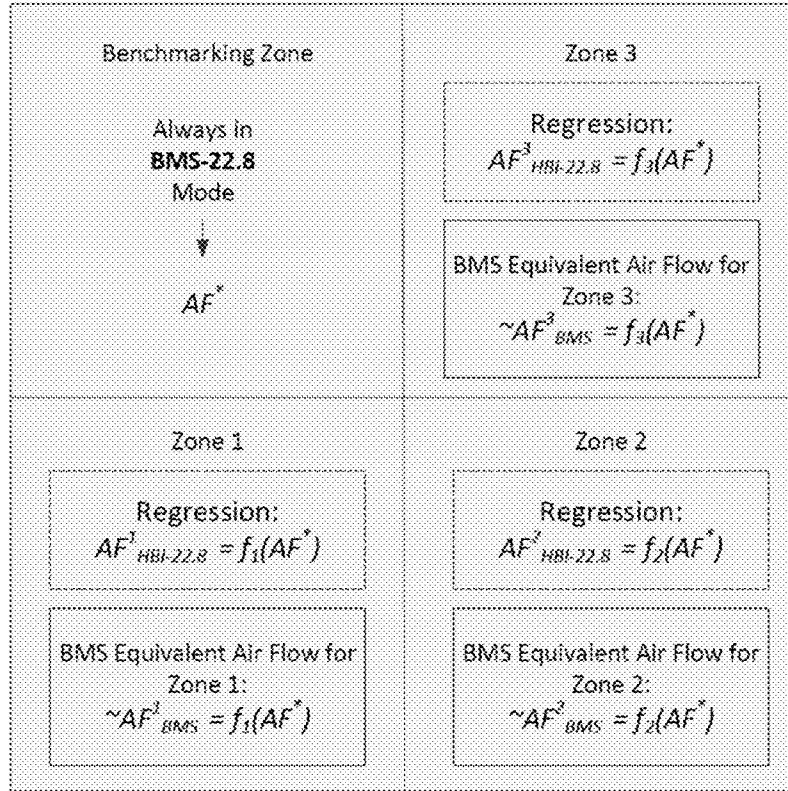 Benchmarking Zone
Always in
BMS-22.8
Mode
AF*
Zone 3
Regression:
AF³HBI-22.8 = f₃(AF*)
BMS Equivalent Air Flow for
Zone 3:
~AF³BMS = f₃(AF*)
Zone 1
Regression:
AF¹HBI-22.8 = f₁(AF*)
BMS Equivalent Air Flow for
Zone 1:
~AF¹BMS = f₁(AF*)
Zone 2
Regression:
AF²HBI-22.8 = f₂(AF*)
BMS Equivalent Air Flow for
Zone 2:
~AF²BMS = f₂(AF*)